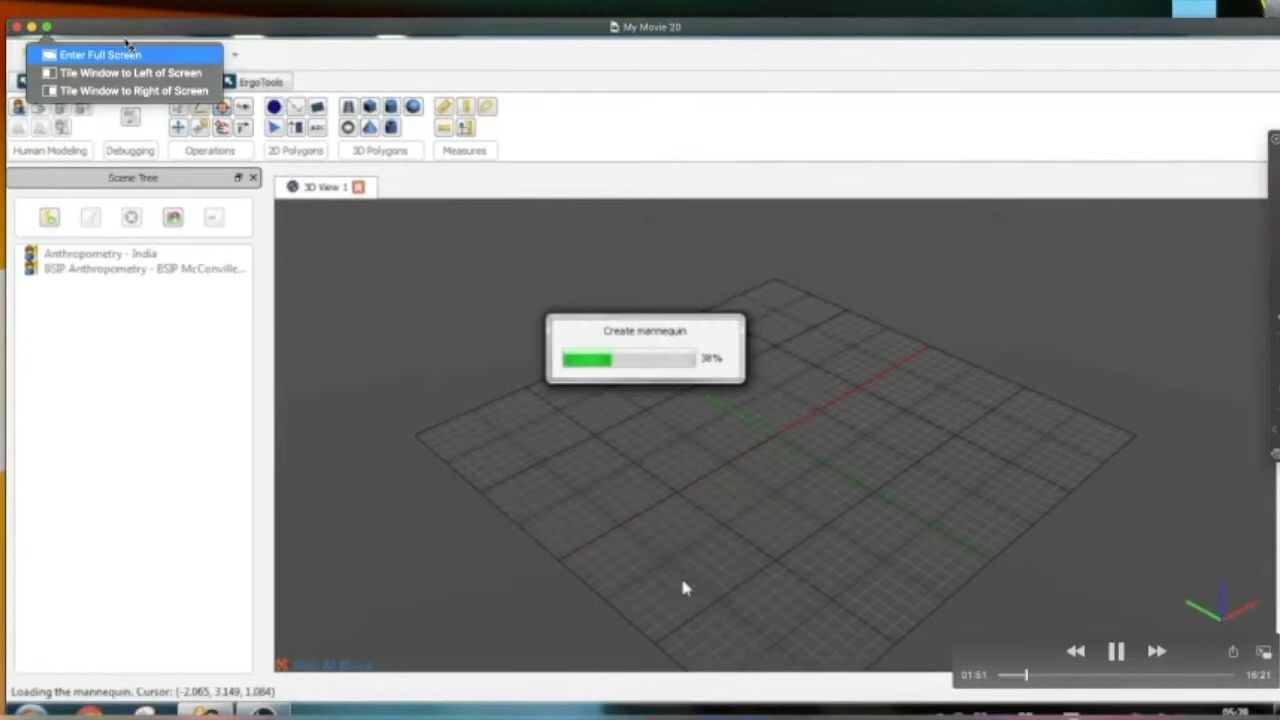 My Movie 20
Enter Full Screen
Tile Window to Left of Screen
Tile Window to Right of Screen
ErgoTools
ABC
Human Modeling
Debugging
Operations
2D Polygons
3D Polygons
Measures
Scene Tree
3D View 1
Anthropometry - India
BSIP Anthropometry - BSIP McConville...
Create mannequin
38%
01:51
16:21
Loading the mannequin. Cursor: (-2.065, 3.149, 1.084)